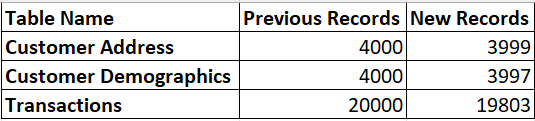 Table Name Previous Records New Records
Customer Address 4000 3999
Customer Demographics 4000 3997
Transactions 20000 19803